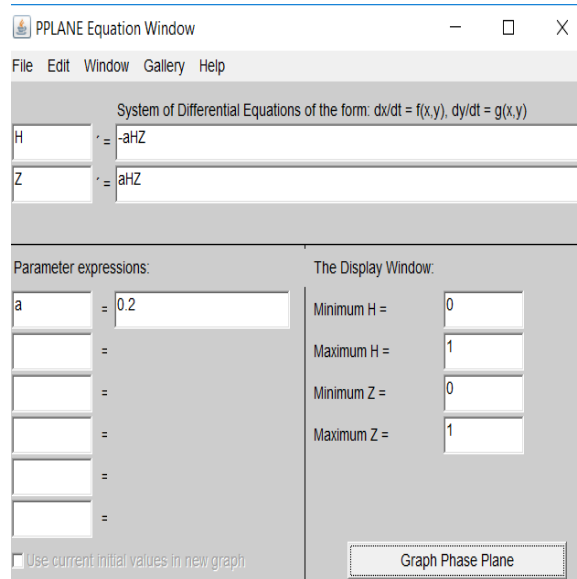 PPLANE Equation Window
File Edit Window Gallery Help
System of Differential Equations of the form: dx/dt = f(x,y), dy/dt = g(x,y)
H ' = -aHZ
Z ' = aHZ
Parameter expressions:
a = 0.2
=
=
=
=
=
The Display Window:
Minimum H = 0
Maximum H = 1
Minimum Z = 0
Maximum Z = 1
Use current initial values in new graph
Graph Phase Plane